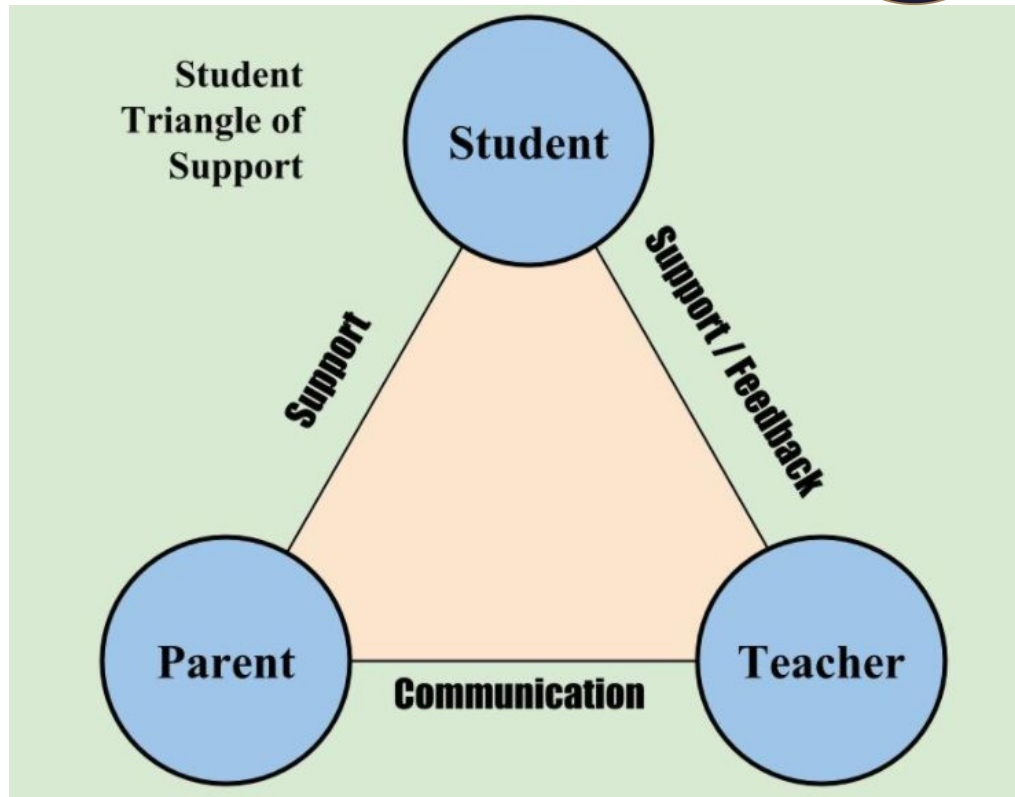 Student
Triangle of
Support
Student
Support
Support / Feedback
Parent
Communication
Teacher